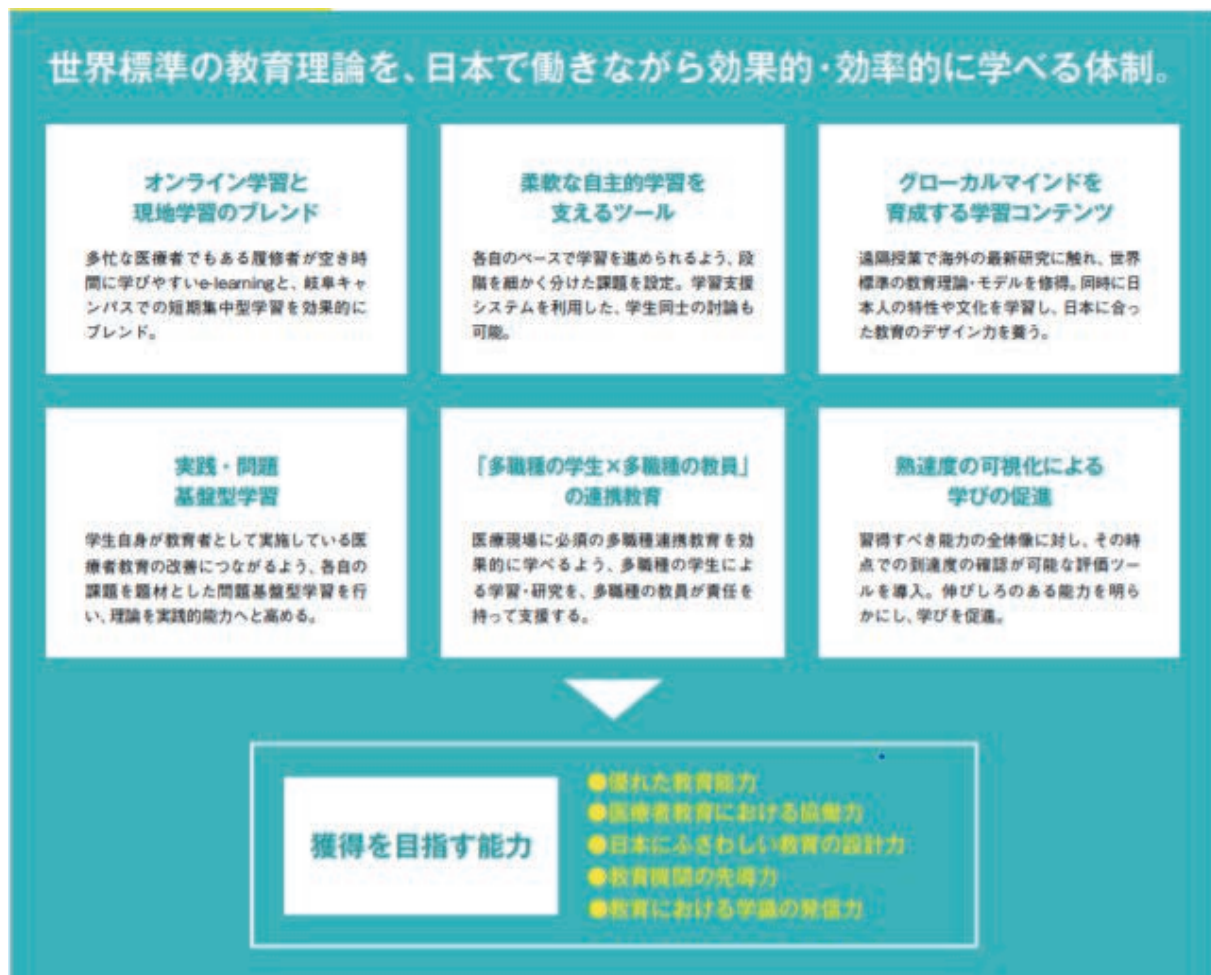 世界標準の教育理論を、日本で働きながら効果的・効率的に学べる体制。
オンライン学習と
現地学習のブレンド
多忙な医療者でもある履修者が空き時
間に学びやすいe-learningと、岐阜キャ
ンパスでの短期集中型学習を効果的に
ブレンド。
柔軟な自主的学習を
支えるツール
各自のペースで学習を進められるよう、段
階を細かく分けた課題を設定。学習支援
システムを利用した、学生同士の討論も
可能。
グローカルマインドを
育成する学習コンテンツ
遠隔授業で海外の最新研究に触れ、世界
標準の教育理論・モデルを修得。同時に日
本人の特性や文化を学習し、日本に合っ
た教育のデザイン力を養う。
実践・問題
基盤型学習
学生自身が教育者として実施している医
療者教育の改善につながるよう、各自の
課題を題材とした問題基盤型学習を行
い、理論を実践的能力へと高める。
「多職種の学生×多職種の教員」
の連携教育
医療現場に必須の多職種連携教育を効
果的に学べるよう、多職種の学生によ
る学習・研究を、多職種の教員が責任を
持って支援する。
熟達度の可視化による
学びの促進
習得すべき能力の全体像に対し、その時
点での到達度の確認が可能な評価ツー
ルを導入。伸びしろのある能力を明ら
かにし、学びを促進。
獲得を目指す能力
●優れた教育能力
●医療者教育における協働力
●日本にふさわしい教育の設計力
●教育機関の先導力
●教育における学識の発信力